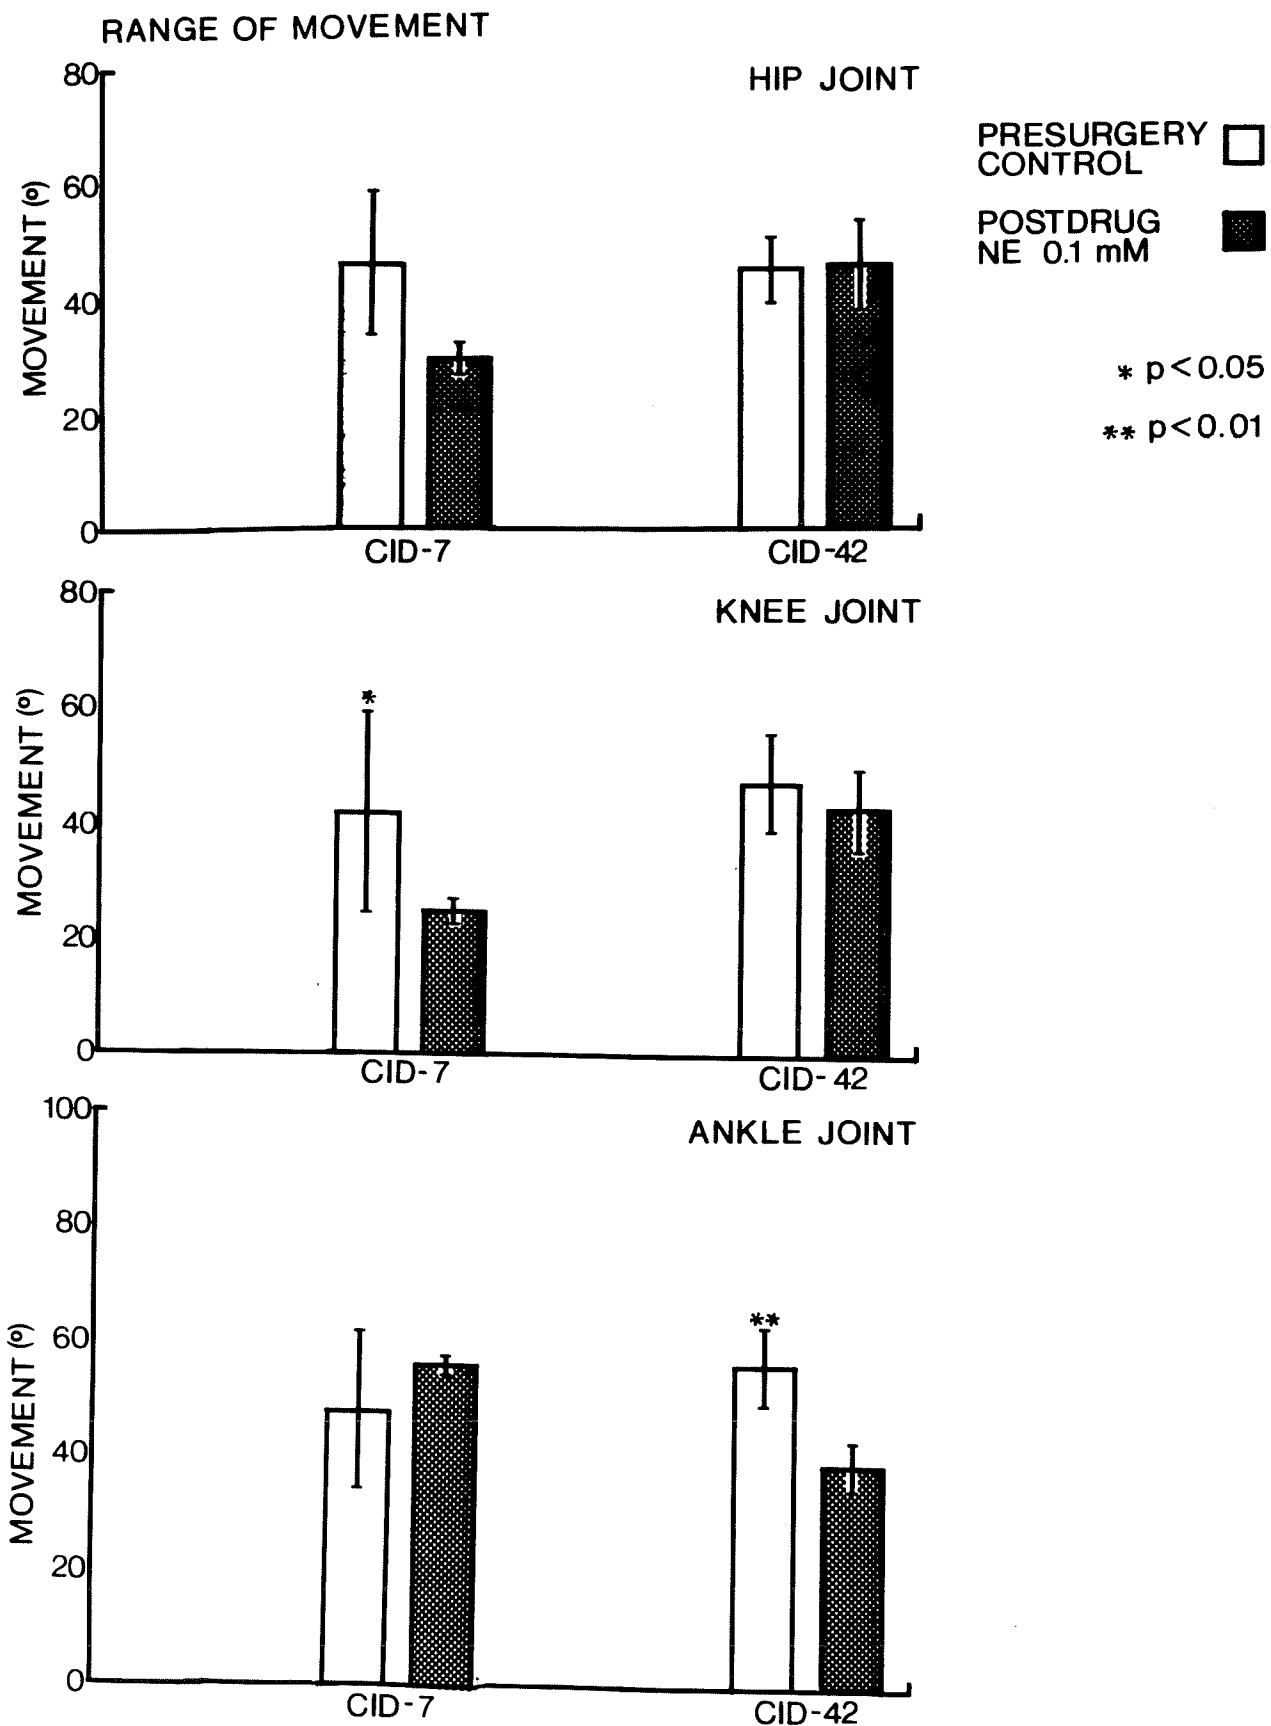 RANGE OF MOVEMENT
HIP JOINT
80
60
40
20
0
MOVEMENT (º)
CID-7
CID-42
PRESURGERY
CONTROL
POSTDRUG
NE 0.1 mM
* p<0.05
** p<0.01
KNEE JOINT
80
60
40
20
0
MOVEMENT (º)
*
CID-7
CID-42
ANKLE JOINT
100
80
60
40
20
0
MOVEMENT (º)
**
CID-7
CID-42